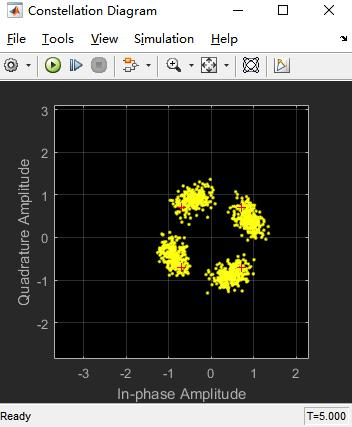 Constellation Diagram
File Tools View Simulation Help
3
2
1
0
-1
-2
Quadrature Amplitude
-3 -2 -1 0 1 2
In-phase Amplitude
Ready T=5.000